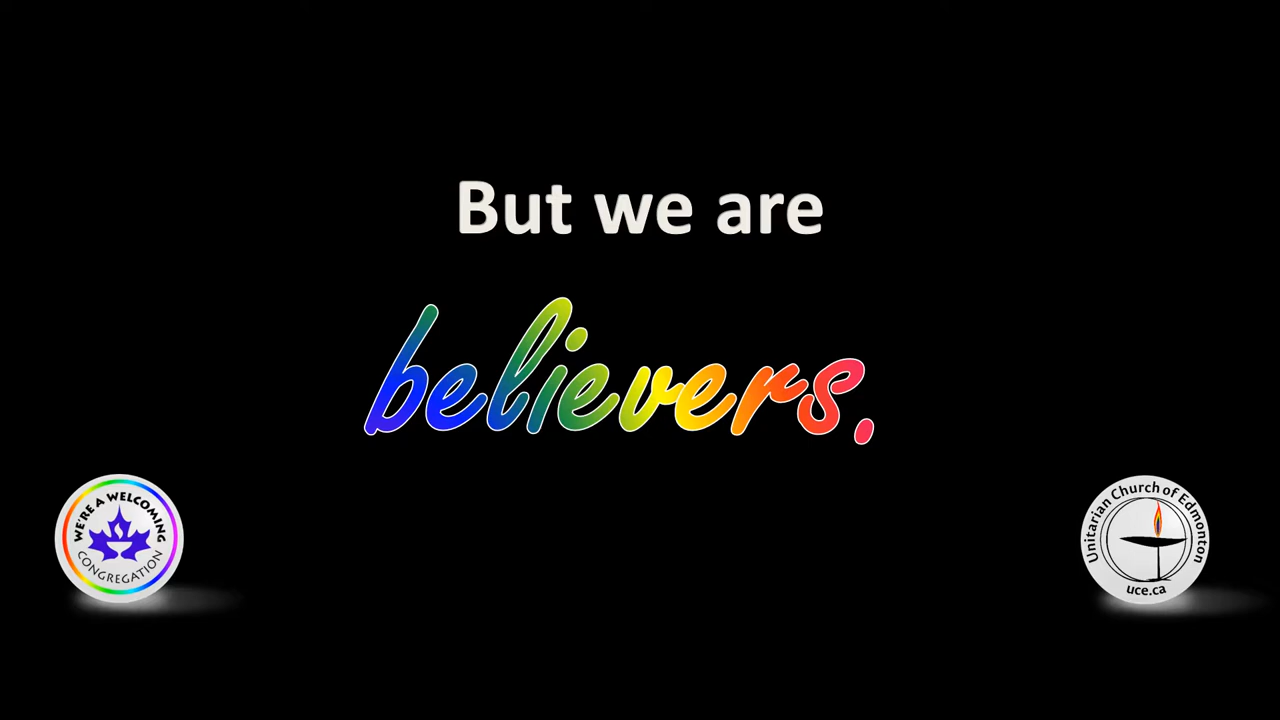 But we are
believers.
WE'RE A WELCOMING
CONGREGATION
Unitarian Church of Edmonton
uce.ca